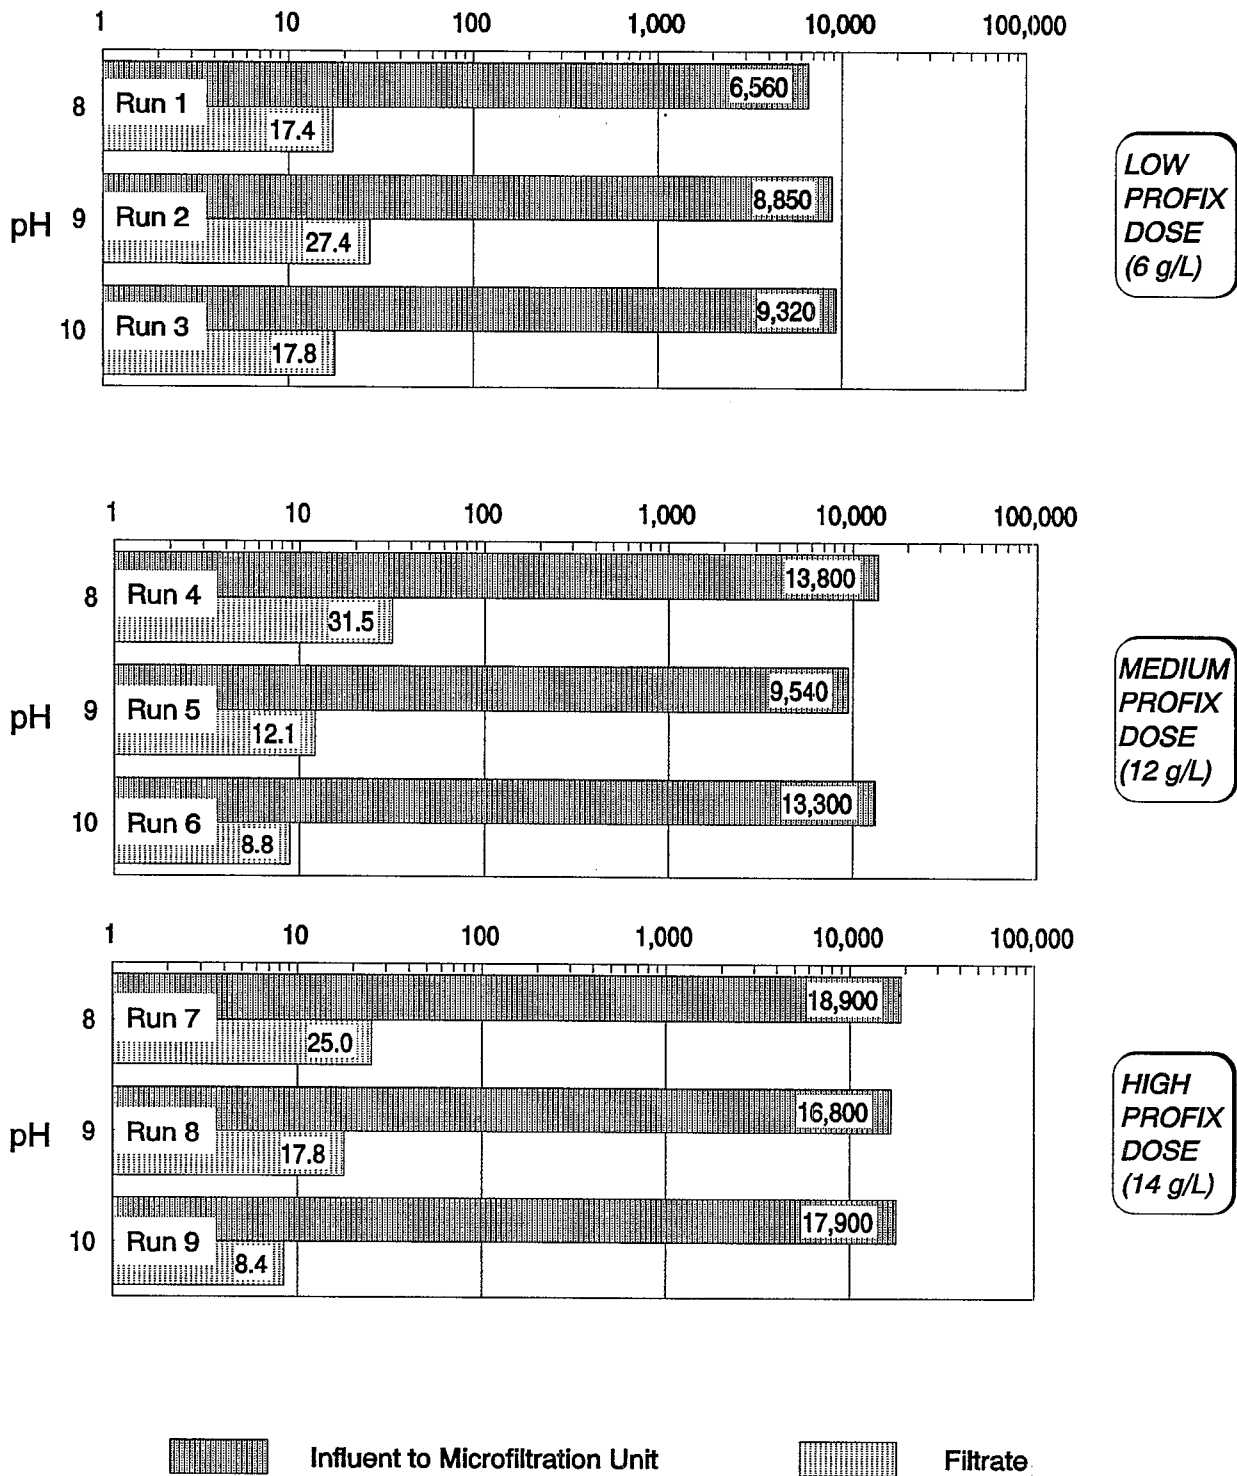 1 10 100 1,000 10,000 100,000
8 Run 1 6,560
17.4
pH 9 Run 2 8,850
27.4
10 Run 3 9,320
17.8
LOW
PROFIX
DOSE
(6 g/L)
1 10 100 1,000 10,000 100,000
8 Run 4 13,800
31.5
pH 9 Run 5 9,540
12.1
10 Run 6 13,300
8.8
MEDIUM
PROFIX
DOSE
(12 g/L)
1 10 100 1,000 10,000 100,000
8 Run 7 18,900
25.0
pH 9 Run 8 16,800
17.8
10 Run 9 17,900
8.4
HIGH
PROFIX
DOSE
(14 g/L)
Influent to Microfiltration Unit Filtrate